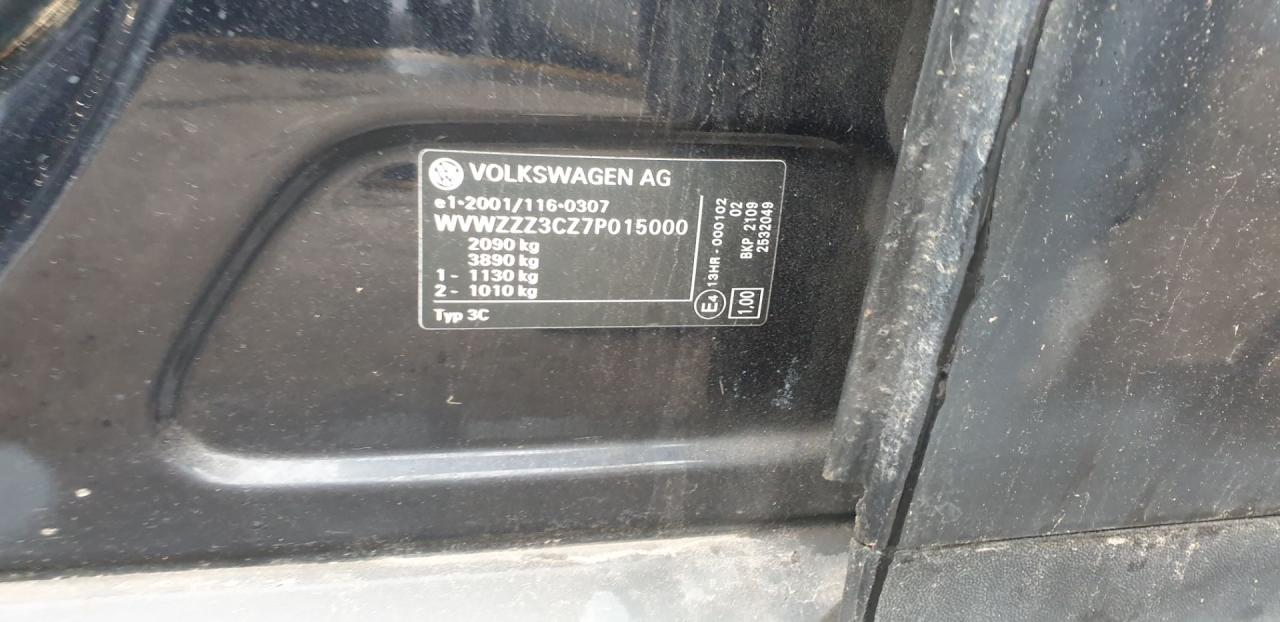 VOLKSWAGEN AG
e1*2001/116*0307
WVWZZZ3CZ7P015000
2090 kg
3890 kg
1 - 1130 kg
2 - 1010 kg
Typ 3C
E4 13HR - 000102
02
BKP 2109
2532049
1.00